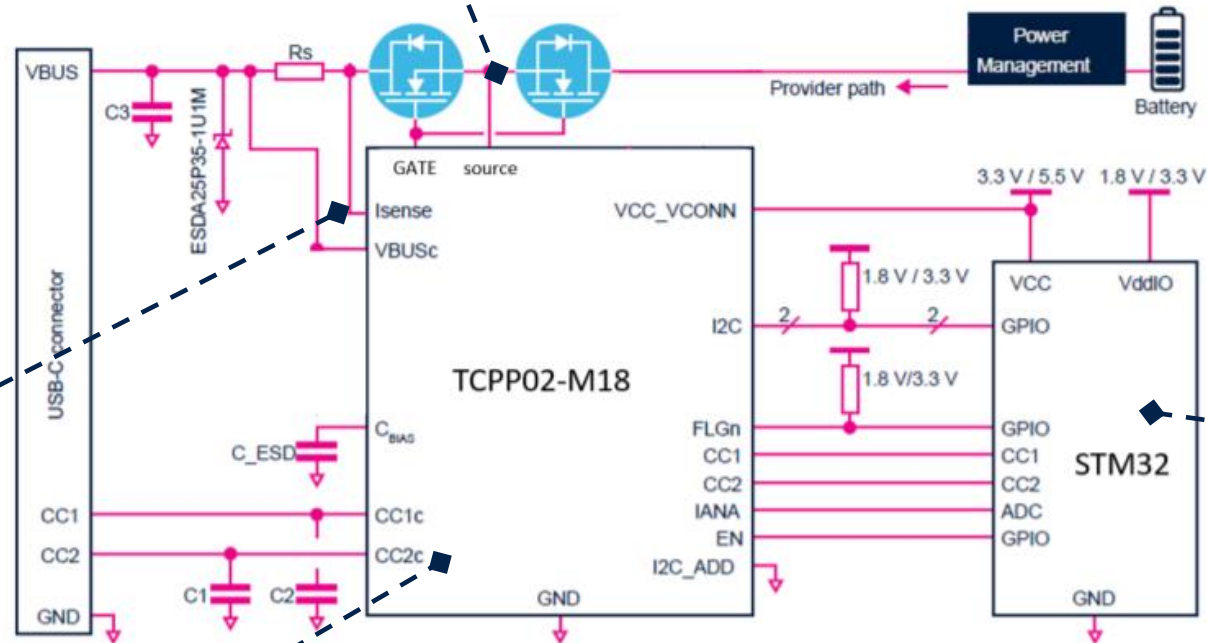 Power
Management
Battery
Provider path
VBUS
Rs
C3
ESDA25P35-1U1M
GATE
source
3.3 V / 5.5 V
1.8 V / 3.3 V
Isense
VCC_VCONN
VBUSc
VCC
VddIO
1.8 V / 3.3 V
I2C
2
2
GPIO
USB-C connector
TCPP02-M18
1.8 V/3.3 V
C_ESD
CBIAS
FLGn
GPIO
CC1
CC1
STM32
CC2
CC2
CC1
CC1c
IANA
ADC
EN
GPIO
CC2
CC2c
I2C_ADD
C1
C2
GND
GND
GND